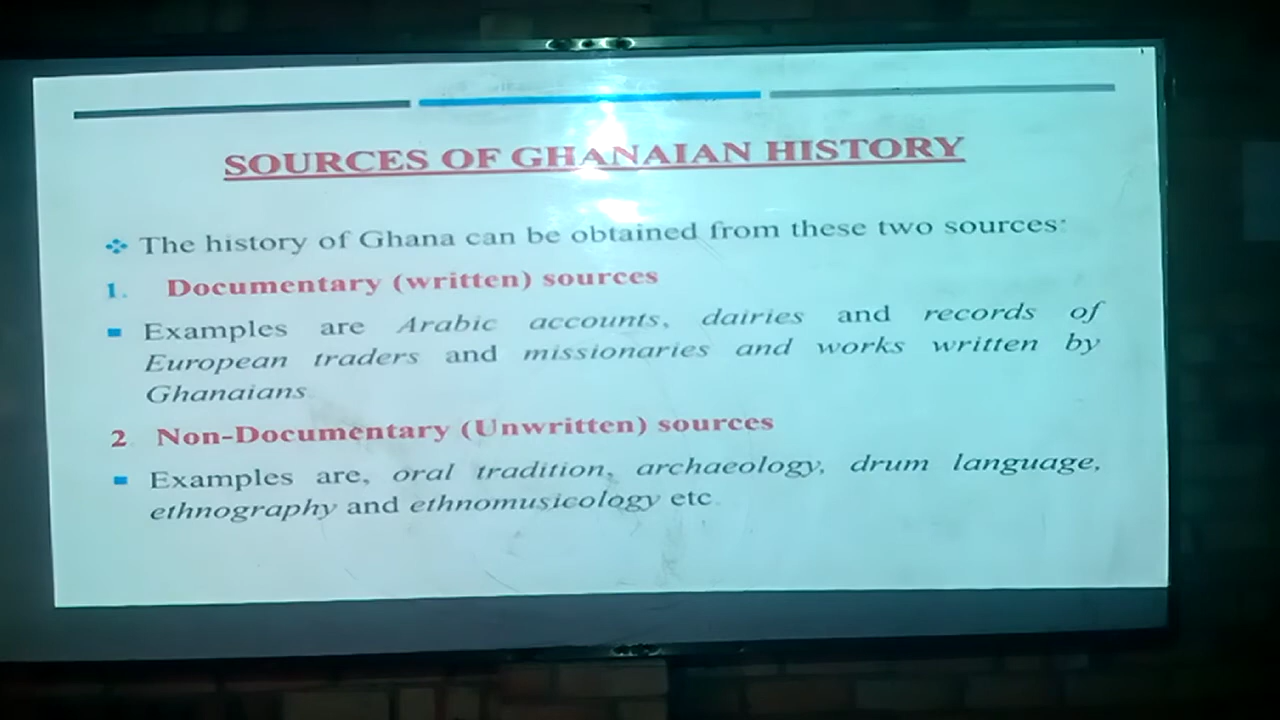 SOURCES OF GHANAIAN HISTORY
The history of Ghana can be obtained from these two sources:
1. Documentary (written) sources
Examples are Arabic accounts, dairies and records of
European traders and missionaries and works written by
Ghanaians.
2. Non-Documentary (Unwritten) sources
Examples are, oral tradition, archaeology, drum language,
ethnography and ethnomusicology etc.